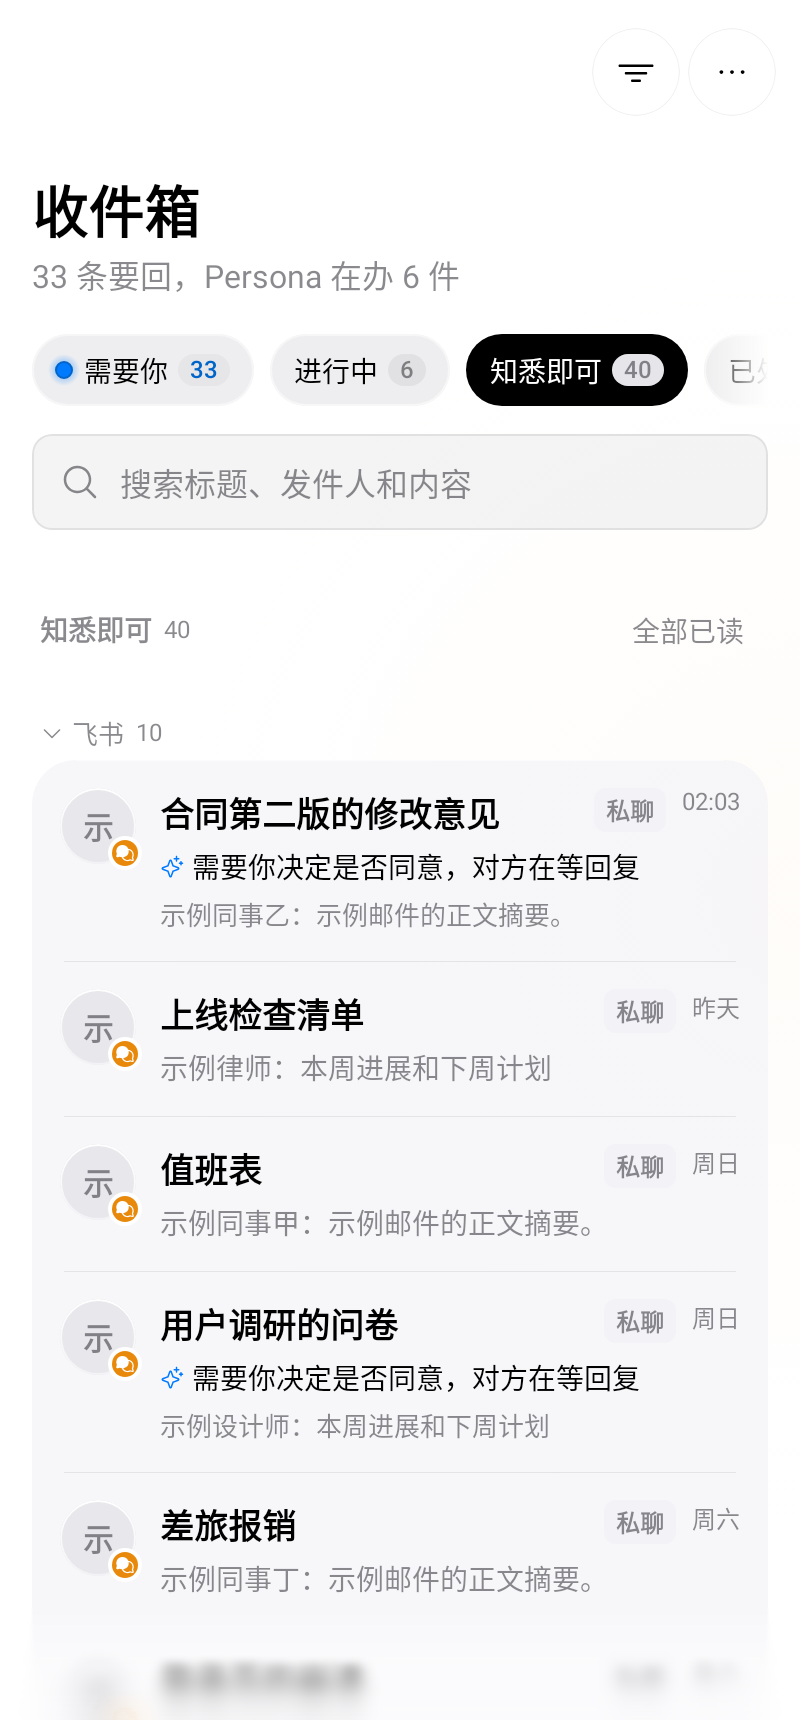 收件箱
33 条要回，Persona 在办 6 件
需要你 33 进行中 6 知悉即可 40
搜索标题、发件人和内容
知悉即可 40 全部已读
飞书 10
示 合同第二版的修改意见 私聊 02:03
需要你决定是否同意，对方在等回复
示例同事乙：示例邮件的正文摘要。
示 上线检查清单 私聊 昨天
示例律师：本周进展和下周计划
示 值班表 私聊 周日
示例同事甲：示例邮件的正文摘要。
示 用户调研的问卷 私聊 周日
需要你决定是否同意，对方在等回复
示例设计师：本周进展和下周计划
示 差旅报销 私聊 周六
示例同事丁：示例邮件的正文摘要。